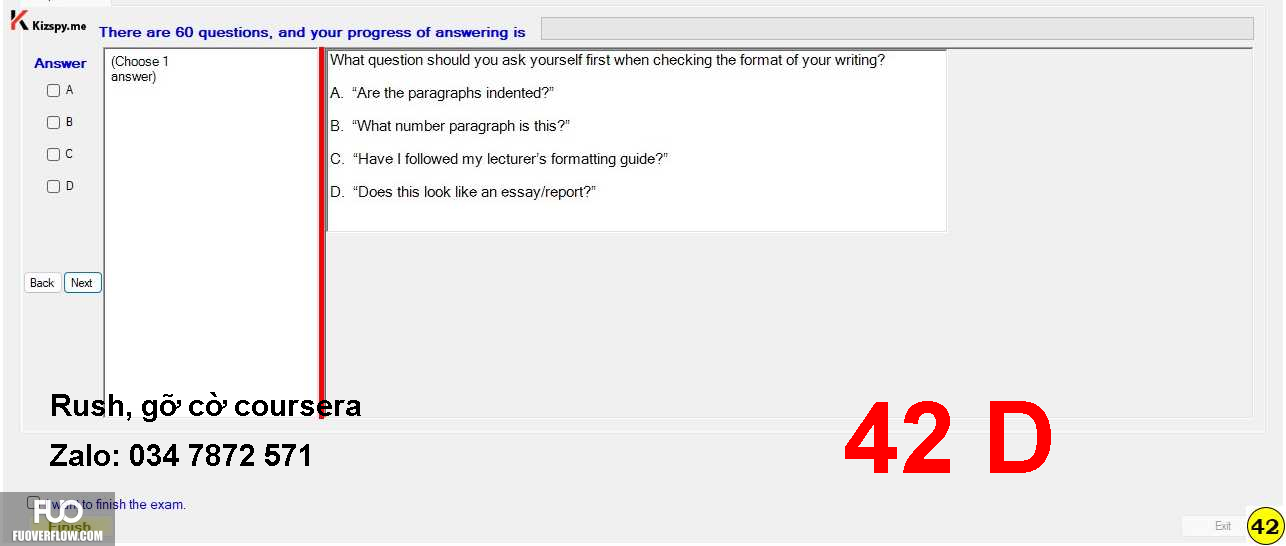 Kizspy.me
There are 60 questions, and your progress of answering is
Answer
A
B
C
D
Back
Next
(Choose 1
answer)
What question should you ask yourself first when checking the format of your writing?
A. “Are the paragraphs indented?”
B. “What number paragraph is this?”
C. “Have I followed my lecturer’s formatting guide?”
D. “Does this look like an essay/report?”
Rush, gỡ cờ coursera
Zalo: 034 7872 571
42 D
I want to finish the exam.
Finish
FUO
FUOVERFLOW.COM
Exit
42